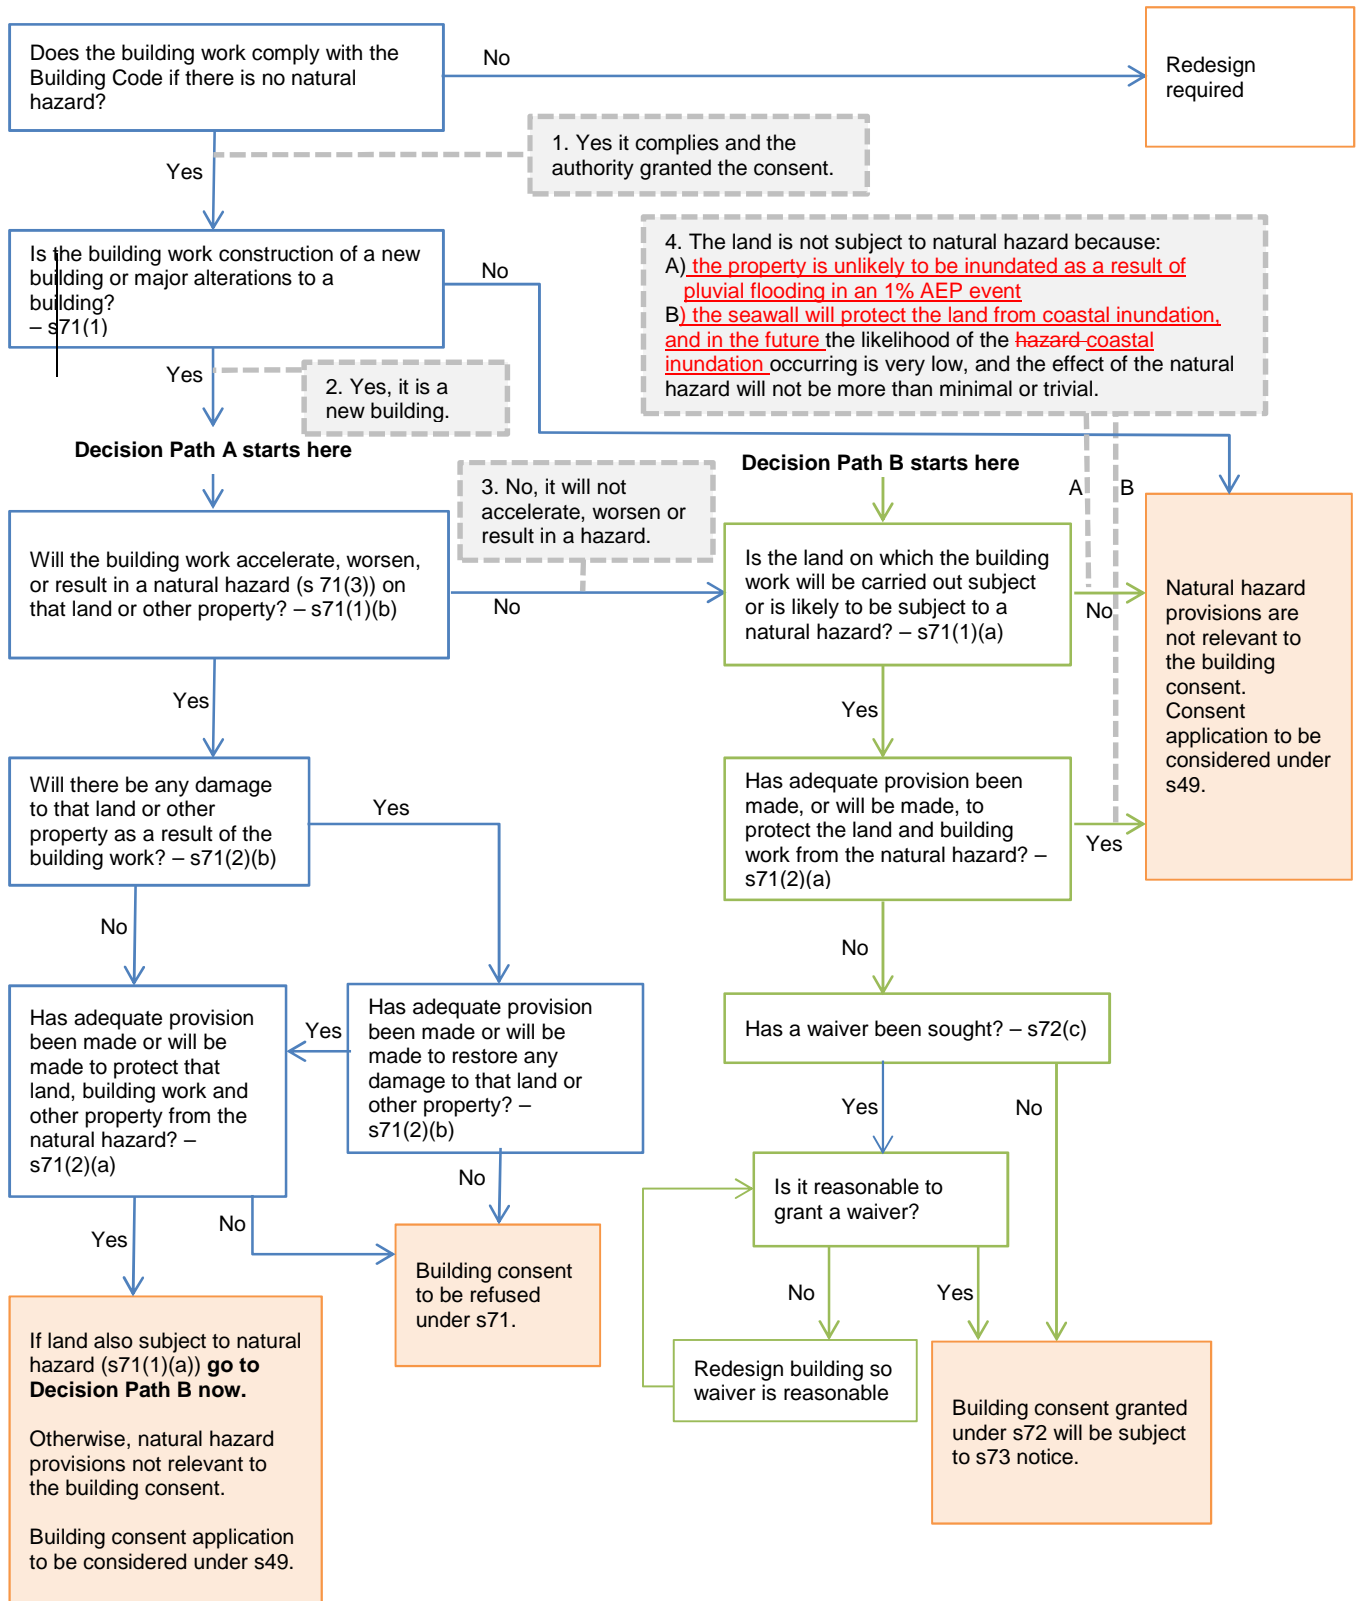 Does the building work comply with the
Building Code if there is no natural
hazard?
No
Redesign
required
1. Yes it complies and the
authority granted the consent.
Yes
Is the building work construction of a new
building or major alterations to a
building?
– s71(1)
No
4. The land is not subject to natural hazard because:
A) the property is unlikely to be inundated as a result of
pluvial flooding in an 1% AEP event
B) the seawall will protect the land from coastal inundation,
and in the future the likelihood of the hazard coastal
inundation occurring is very low, and the effect of the natural
hazard will not be more than minimal or trivial.
Yes
2. Yes, it is a
new building.
Decision Path A starts here
Decision Path B starts here
3. No, it will not
accelerate, worsen or
result in a hazard.
A
B
Will the building work accelerate, worsen,
or result in a natural hazard (s 71(3)) on
that land or other property? – s71(1)(b)
No
Is the land on which the building
work will be carried out subject
or is likely to be subject to a
natural hazard? – s71(1)(a)
No
Natural hazard
provisions are
not relevant to
the building
consent.
Consent
application to be
considered under
s49.
Yes
Yes
Will there be any damage
to that land or other
property as a result of the
building work? – s71(2)(b)
Yes
Has adequate provision been
made, or will be made, to
protect the land and building
work from the natural hazard? –
s71(2)(a)
Yes
No
No
Has adequate provision
been made or will be
made to protect that
land, building work and
other property from the
natural hazard? –
s71(2)(a)
Yes
Has adequate provision
been made or will be
made to restore any
damage to that land or
other property? –
s71(2)(b)
Has a waiver been sought? – s72(c)
Yes
No
No
Is it reasonable to
grant a waiver?
Yes
No
Building consent
to be refused
under s71.
No
Yes
If land also subject to natural
hazard (s71(1)(a)) go to
Decision Path B now.
Otherwise, natural hazard
provisions not relevant to
the building consent.
Building consent application
to be considered under s49.
Redesign building so
waiver is reasonable
Building consent granted
under s72 will be subject
to s73 notice.